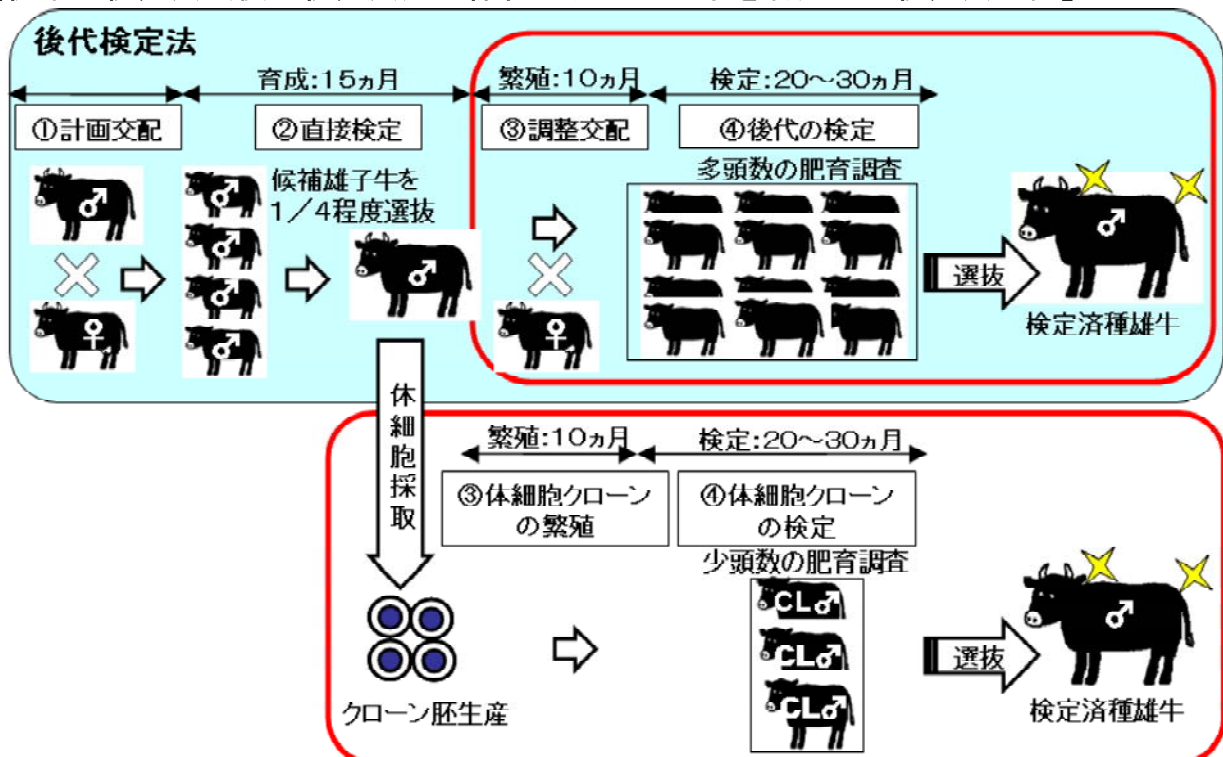 後代検定法
育成:15ヵ月
繁殖:10ヵ月
検定:20～30ヵ月
①計画交配
②直接検定
③調整交配
④後代の検定
候補雄子牛を
1／4程度選抜
多頭数の肥育調査
♂
♀
♂
♂
♂
♂
♂
♀
選抜
♂
検定済種雄牛
体細胞採取
繁殖:10ヵ月
検定:20～30ヵ月
③体細胞クローン
の繁殖
④体細胞クローン
の検定
少頭数の肥育調査
CL♂
CL♂
CL♂
クローン胚生産
選抜
♂
検定済種雄牛